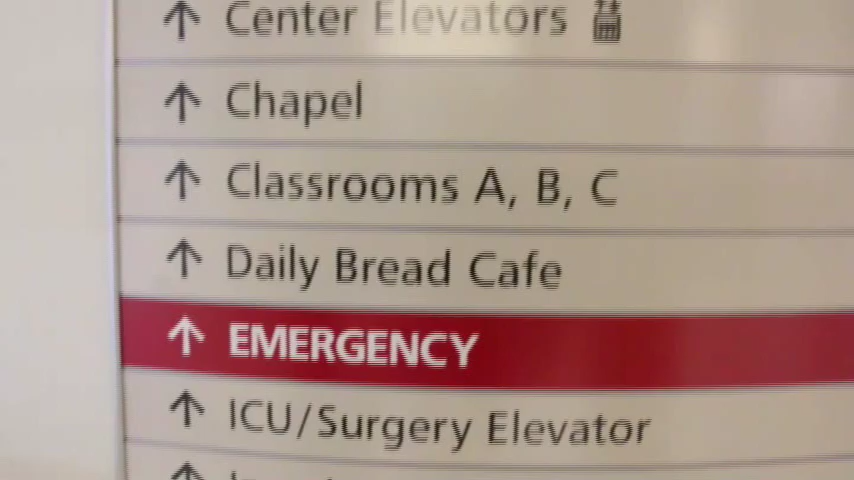 ↑ Center Elevators
↑ Chapel
↑ Classrooms A, B, C
↑ Daily Bread Cafe
↑ EMERGENCY
↑ ICU/Surgery Elevator